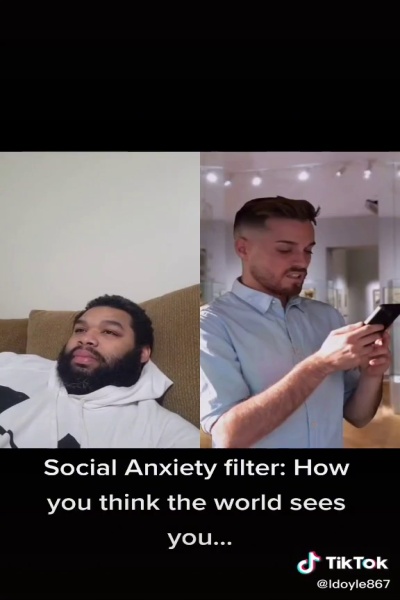 Social Anxiety filter: How
you think the world sees
you...
TikTok
@ldoyle867